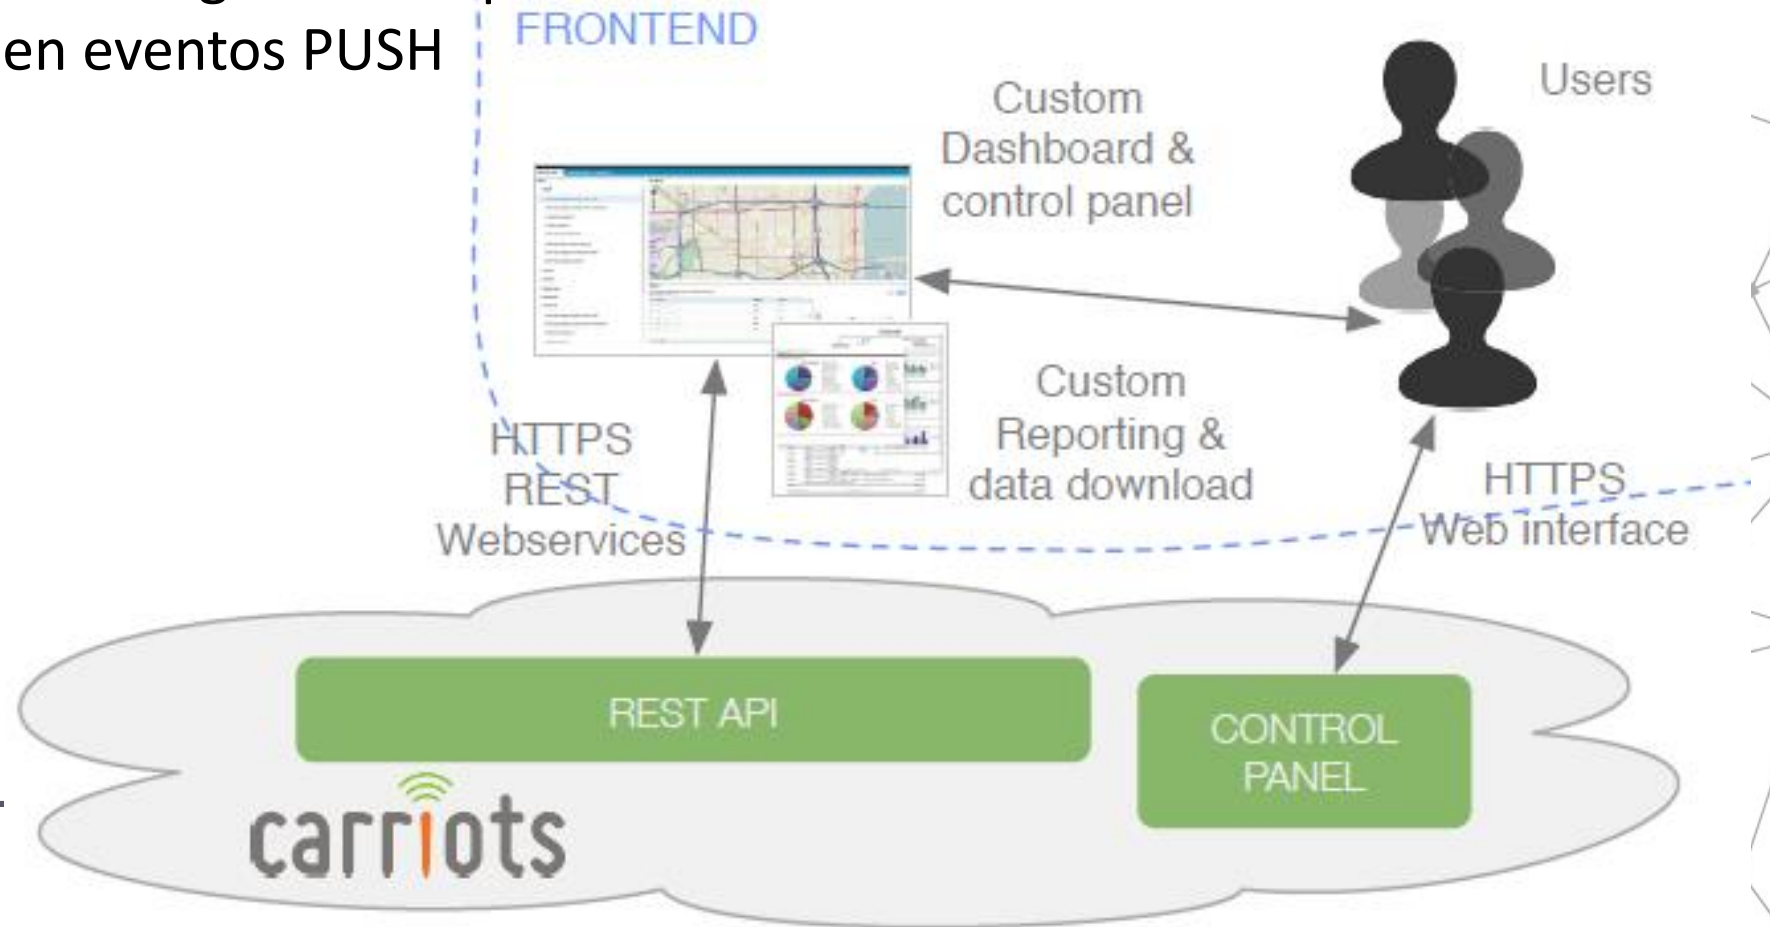 en eventos PUSH
FRONTEND
Users
Custom
Dashboard &
control panel
Custom
Reporting &
data download
HTTPS
REST
Webservices
HTTPS
Web interface
REST API
CONTROL
PANEL
carriots